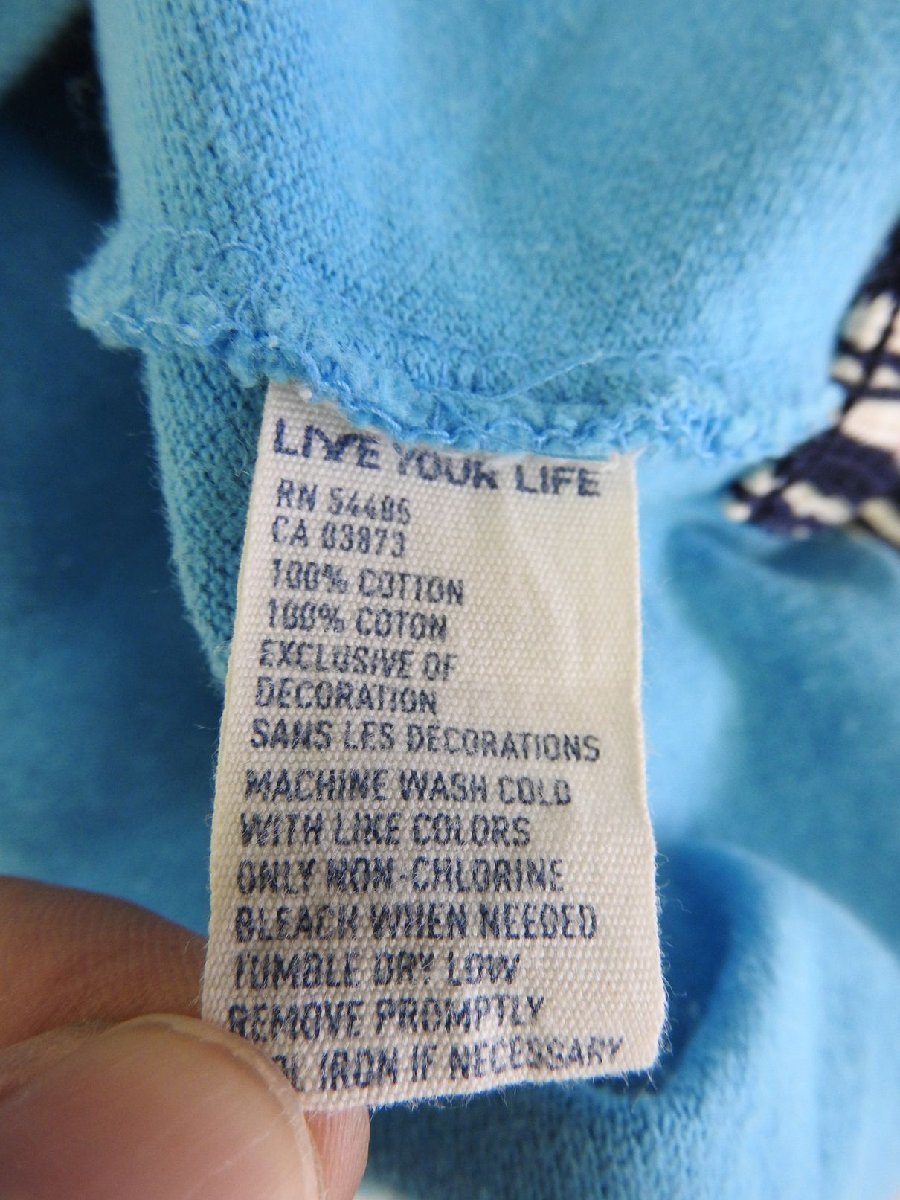 LIVE YOUR LIFE
RN 54485
CA 03873
100% COTTON
100% COTON
EXCLUSIVE OF
DECORATION
SANS LES DECORATIONS
MACHINE WASH COLD
WITH LIKE COLORS
ONLY NON-CHLORINE
BLEACH WHEN NEEDED
TUMBLE DRY LOW
REMOVE PROMPTLY
IRON IF NECESSARY